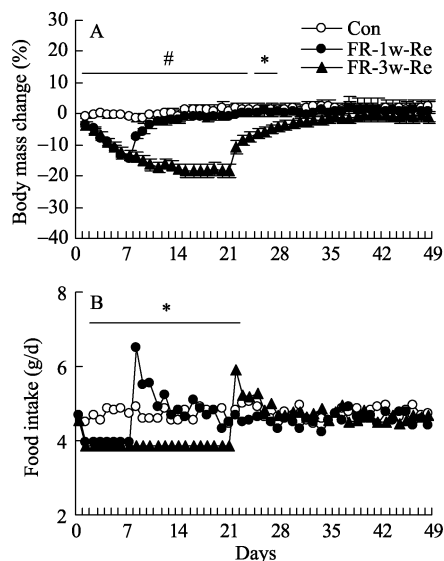 A
# *
Con
FR-1w-Re
FR-3w-Re
Body mass change (%)
30
20
10
0
−10
−20
−30
−40
0 7 14 21 28 35 42 49
B
*
Food intake (g/d)
8
6
4
2
0 7 14 21 28 35 42 49
Days